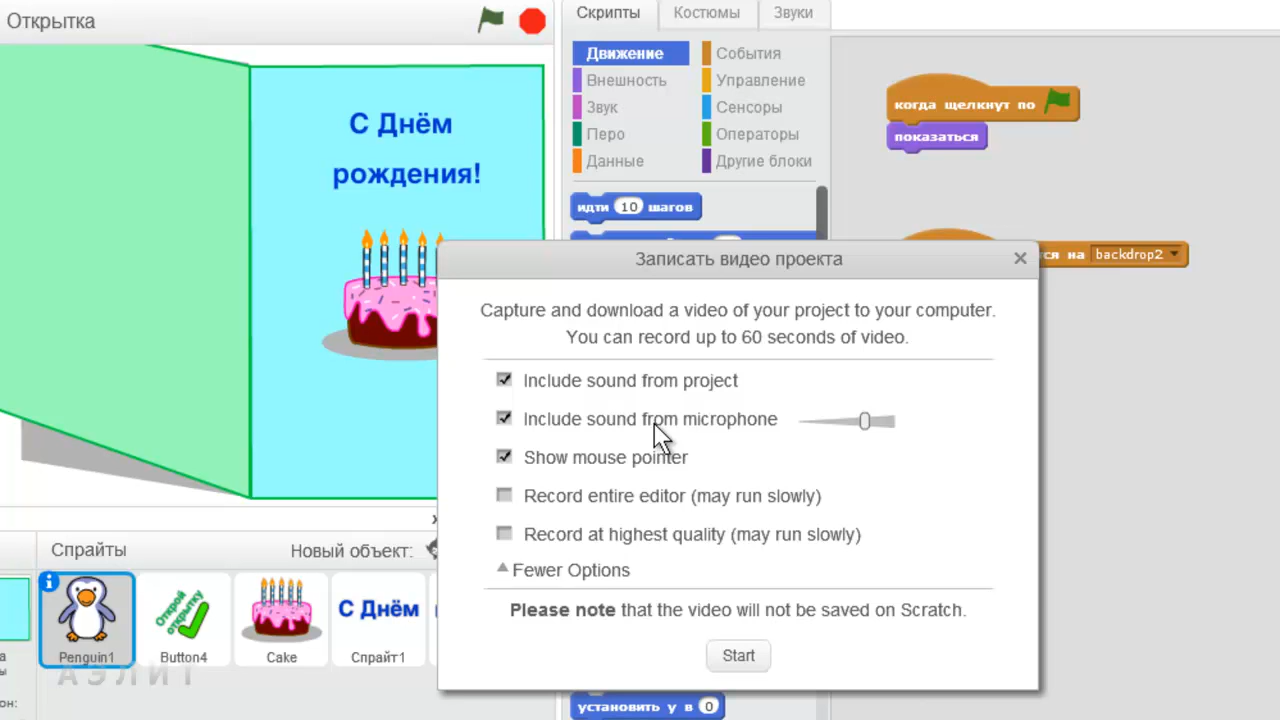 Открытка
С Днём
рождения!
Скрипты
Костюмы
Звуки
Движение
События
Внешность
Управление
Звук
Сенсоры
Перо
Операторы
Данные
Другие блоки
идти 10 шагов
когда щелкнут по
показаться
ся на backdrop2
Записать видео проекта
Capture and download a video of your project to your computer.
You can record up to 60 seconds of video.
Include sound from project
Include sound from microphone
Show mouse pointer
Record entire editor (may run slowly)
Record at highest quality (may run slowly)
Fewer Options
Please note that the video will not be saved on Scratch.
Start
Спрайты
Новый объект:
Открой
открытку
С Днём
Penguin1
Button4
Cake
Спрайт1
АЭЛИТ
он:
установить y в 0